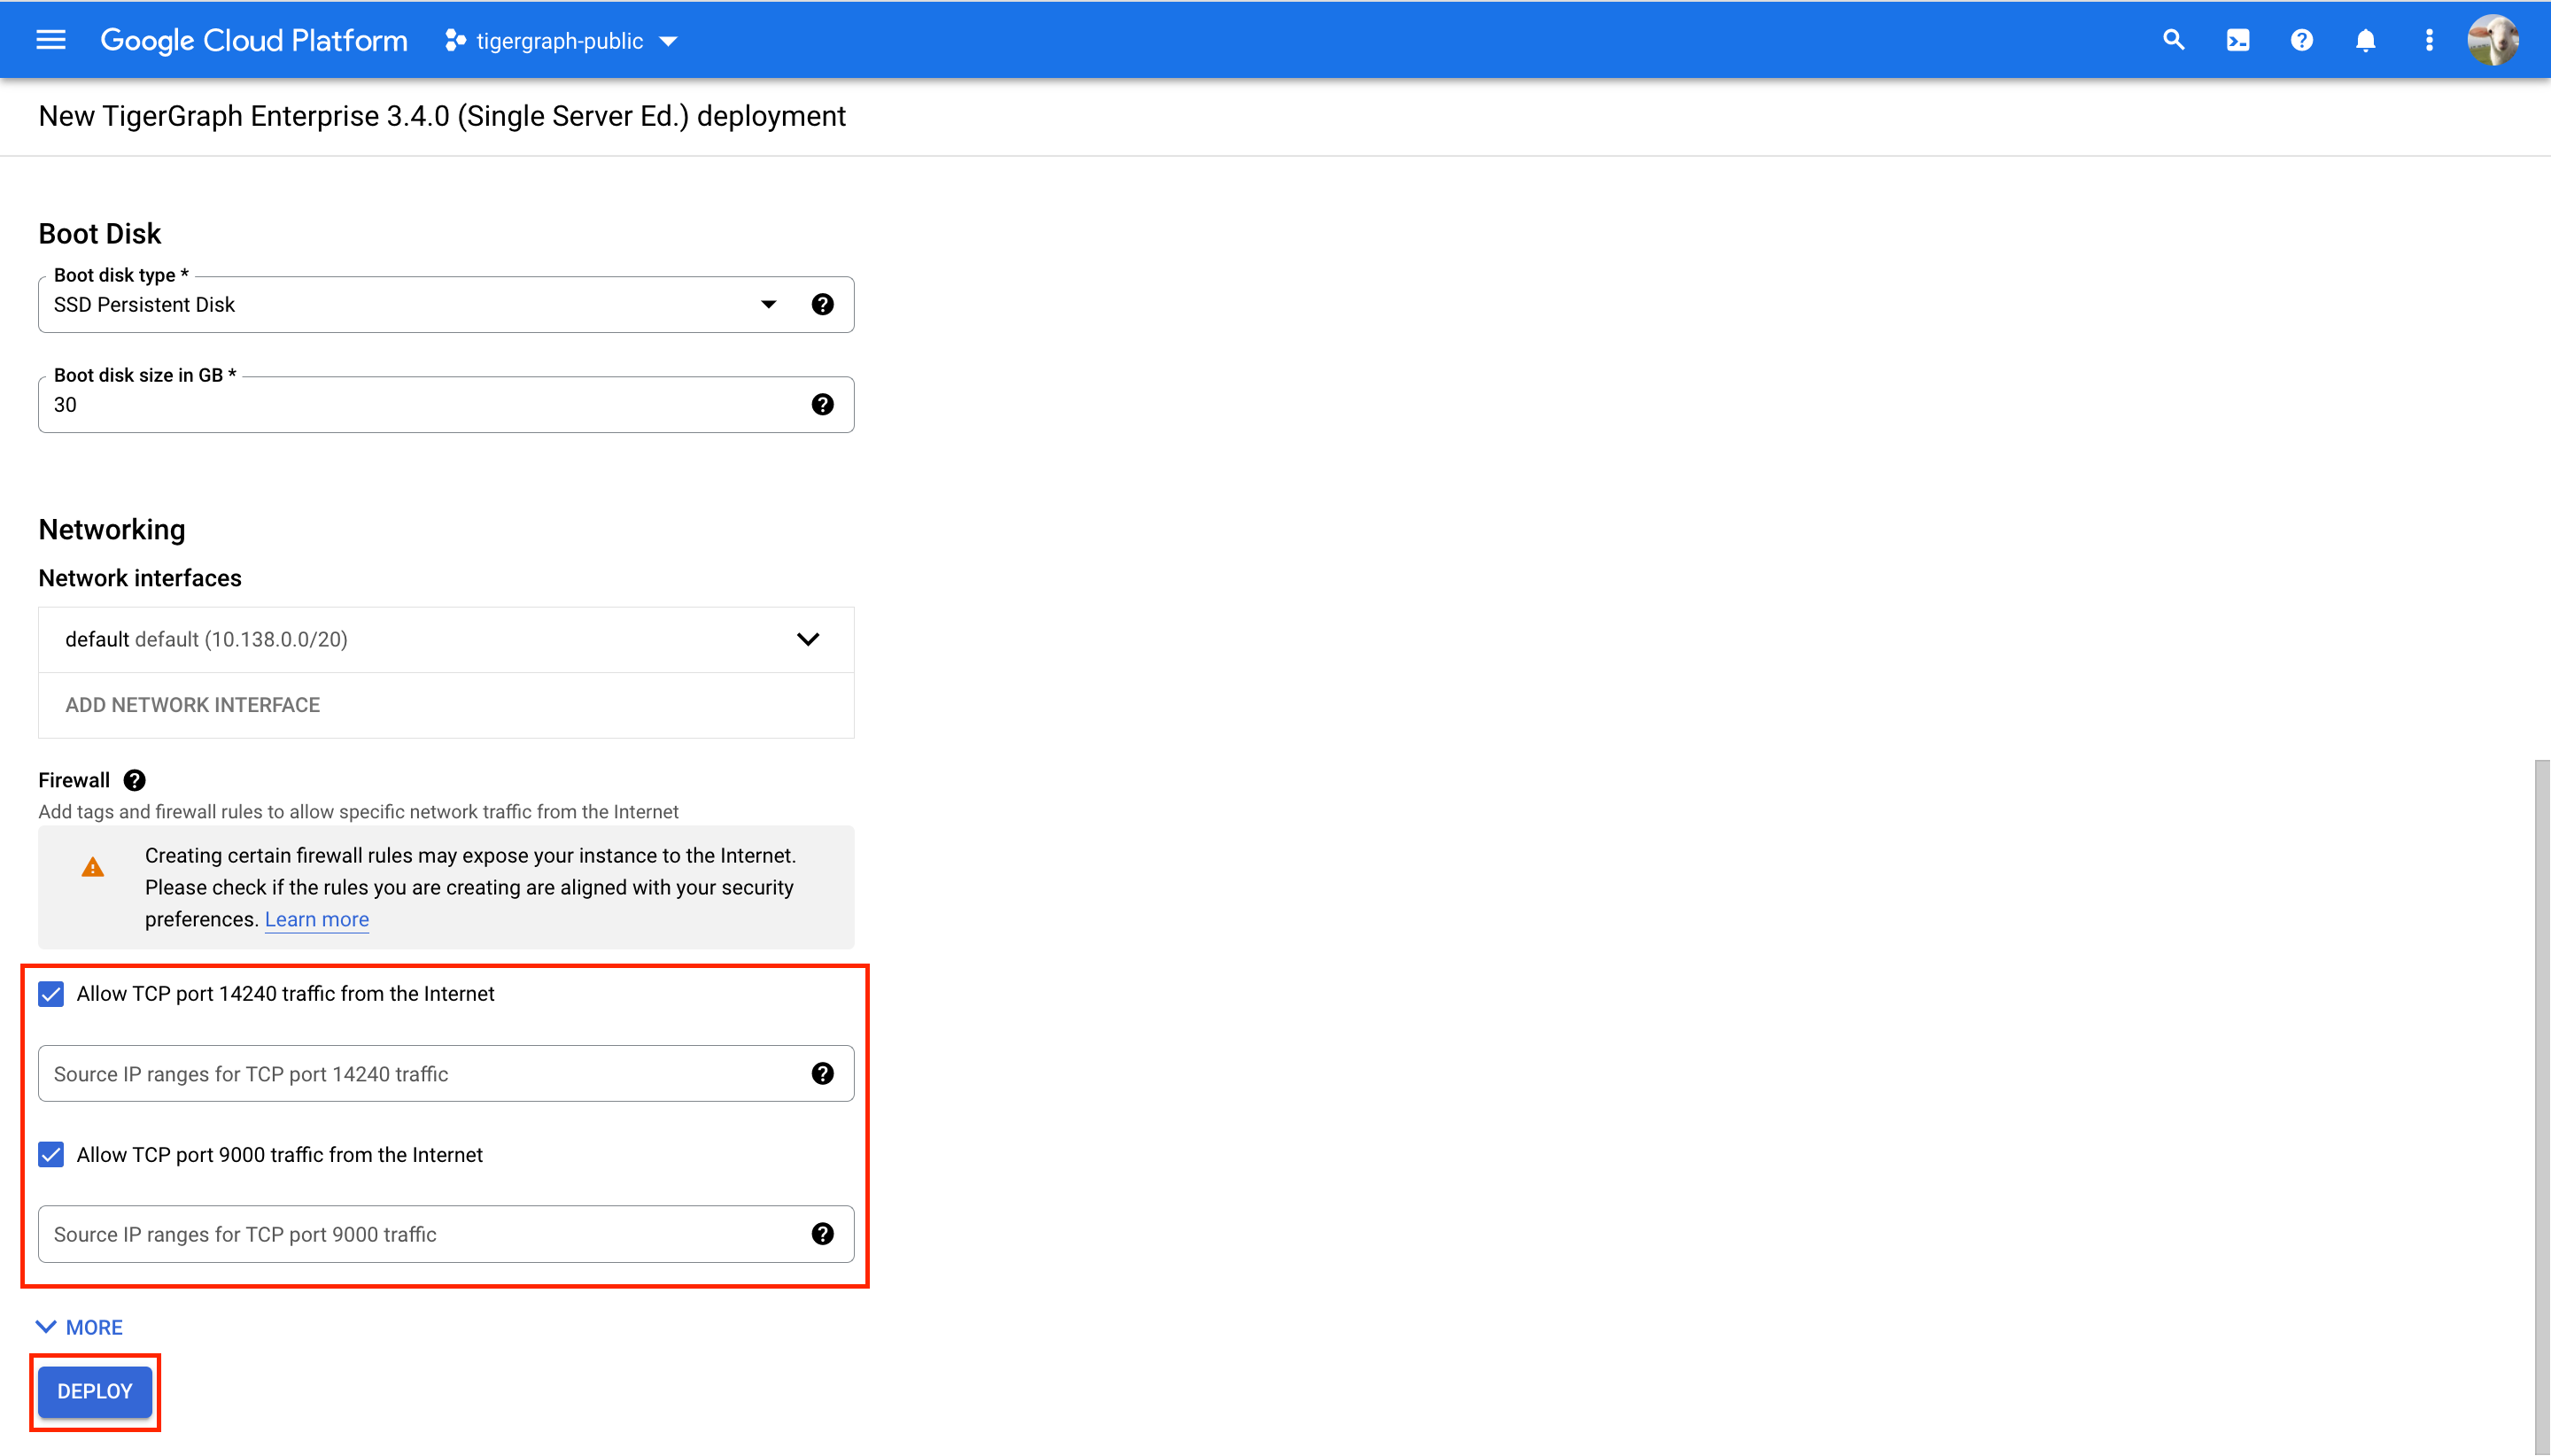 Google Cloud Platform tigergraph-public
New TigerGraph Enterprise 3.4.0 (Single Server Ed.) deployment
Boot Disk
Boot disk type *
SSD Persistent Disk
Boot disk size in GB *
30
Networking
Network interfaces
default default (10.138.0.0/20)
ADD NETWORK INTERFACE
Firewall
Add tags and firewall rules to allow specific network traffic from the Internet
Creating certain firewall rules may expose your instance to the Internet.
Please check if the rules you are creating are aligned with your security
preferences. Learn more
Allow TCP port 14240 traffic from the Internet
Source IP ranges for TCP port 14240 traffic
Allow TCP port 9000 traffic from the Internet
Source IP ranges for TCP port 9000 traffic
MORE
DEPLOY